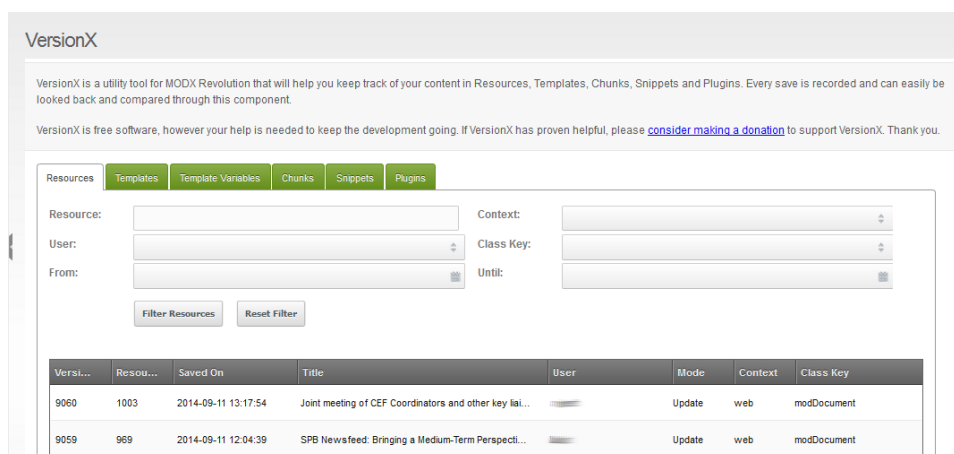 VersionX
VersionX is a utility tool for MODX Revolution that will help you keep track of your content in Resources, Templates, Chunks, Snippets and Plugins. Every save is recorded and can easily be
looked back and compared through this component.
VersionX is free software, however your help is needed to keep the development going. If VersionX has proven helpful, please consider making a donation to support VersionX. Thank you.
Resources Templates Template Variables Chunks Snippets Plugins
Resource: Context:
User: Class Key:
From: Until:
Filter Resources Reset Filter
Versi... Resou... Saved On Title User Mode Context Class Key
9060 1003 2014-09-11 13:17:54 Joint meeting of CEF Coordinators and other key liai... Update web modDocument
9059 969 2014-09-11 12:04:39 SPB Newsfeed: Bringing a Medium-Term Perspecti... Update web modDocument